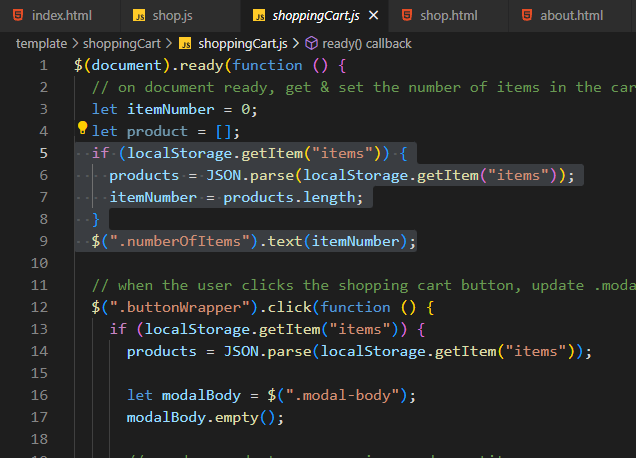 index.html JS shop.js JS shoppingCart.js shop.html about.html
template > shoppingCart > JS shoppingCart.js > ready() callback
1 $(document).ready(function () {
2 // on document ready, get & set the number of items in the car
3 let itemNumber = 0;
4 let product = [];
5 if (localStorage.getItem("items")) {
6 products = JSON.parse(localStorage.getItem("items"));
7 itemNumber = products.length;
8 }
9 $(".numberOfItems").text(itemNumber);
10
11 // when the user clicks the shopping cart button, update .moda
12 $(".buttonWrapper").click(function () {
13 if (localStorage.getItem("items")) {
14 products = JSON.parse(localStorage.getItem("items"));
15
16 let modalBody = $(".modal-body");
17 modalBody.empty();
18